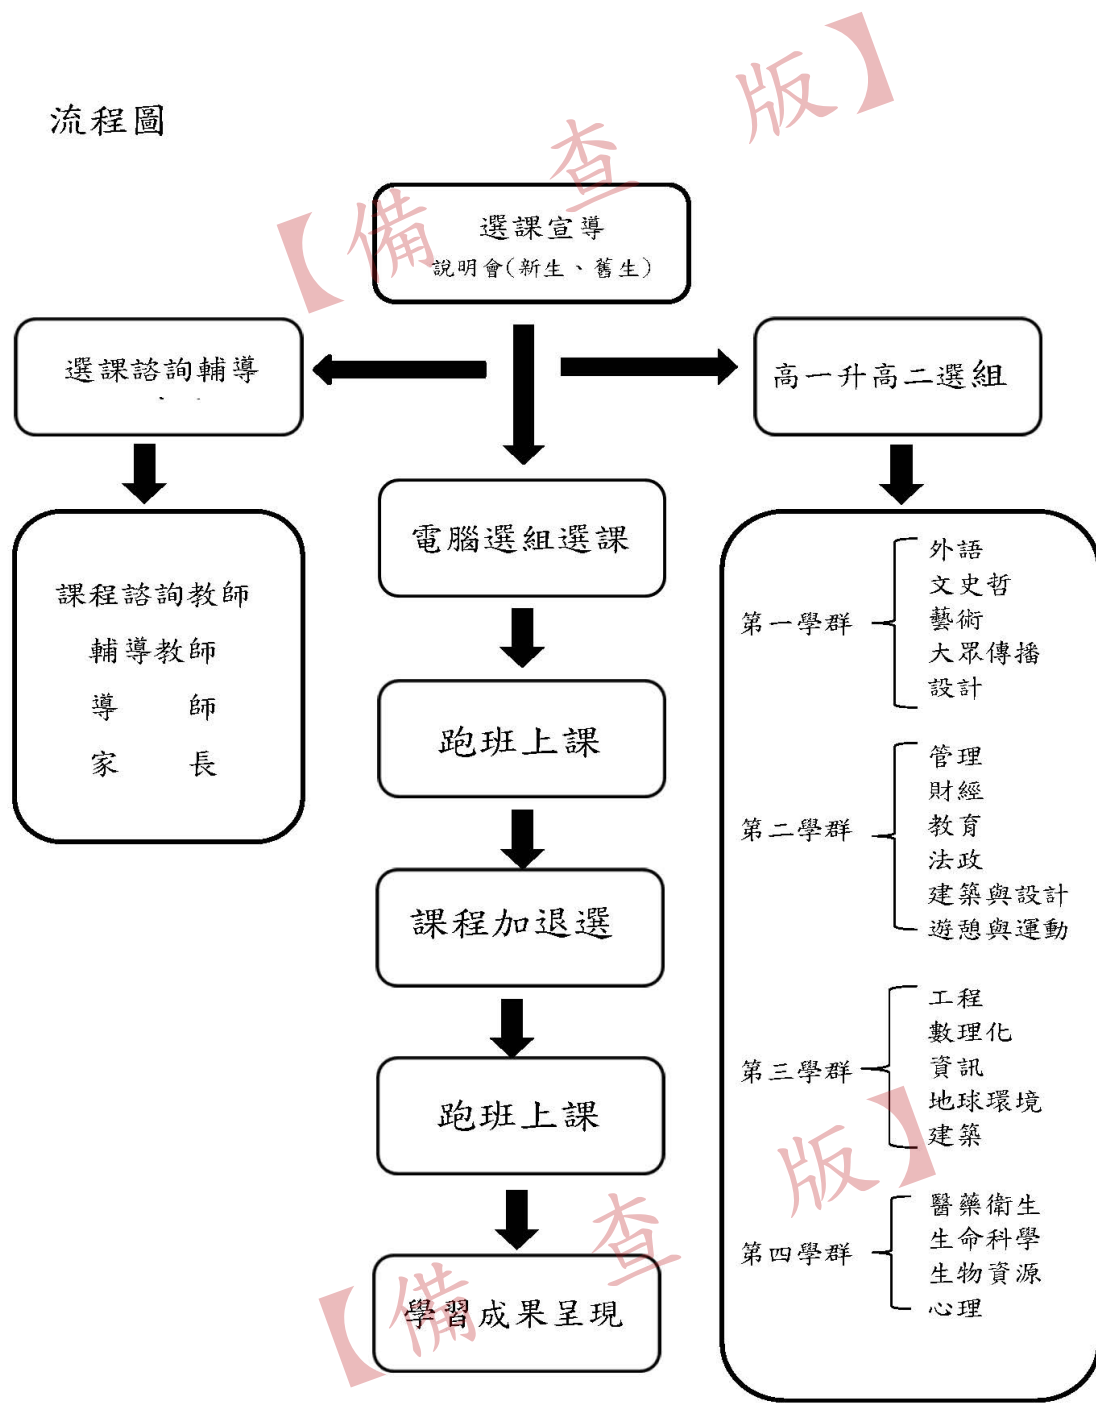 流程圖
選課宣導
說明會(新生、舊生)
選課諮詢輔導
高一升高二選組
課程諮詢教師
輔導教師
導 師
家 長
電腦選組選課
跑班上課
課程加退選
跑班上課
學習成果呈現
第一學群
外語
文史哲
藝術
大眾傳播
設計
第二學群
管理
財經
教育
法政
建築與設計
遊憩與運動
第三學群
工程
數理化
資訊
地球環境
建築
第四學群
醫藥衛生
生命科學
生物資源
心理
【備查版】
【備查版】